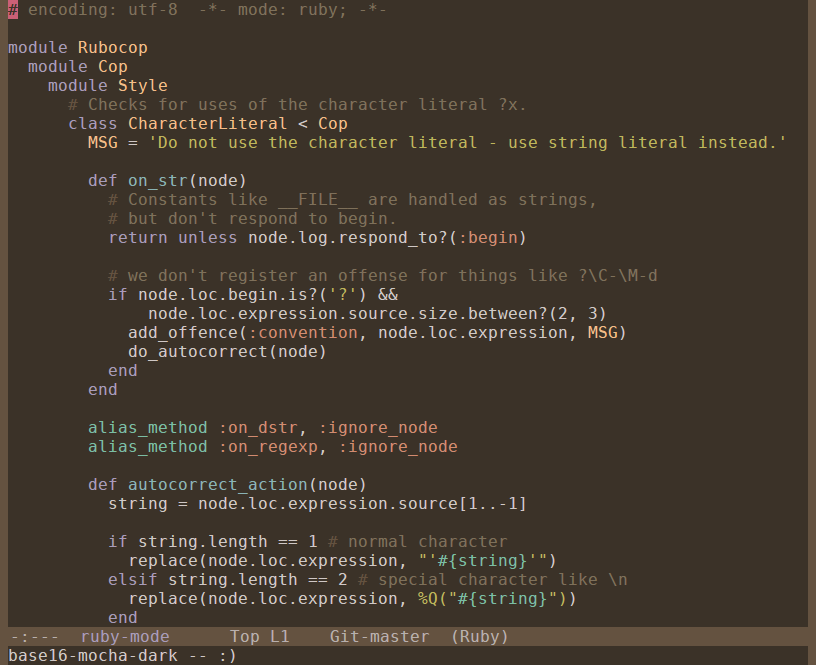 # encoding: utf-8  -*- mode: ruby; -*-

module Rubocop
  module Cop
    module Style
      # Checks for uses of the character literal ?x.
      class CharacterLiteral < Cop
        MSG = 'Do not use the character literal - use string literal instead.'

        def on_str(node)
          # Constants like __FILE__ are handled as strings,
          # but don't respond to begin.
          return unless node.log.respond_to?(:begin)

          # we don't register an offense for things like ?\C-\M-d
          if node.loc.begin.is?('?') &&
              node.loc.expression.source.size.between?(2, 3)
            add_offence(:convention, node.loc.expression, MSG)
            do_autocorrect(node)
          end
        end

        alias_method :on_dstr, :ignore_node
        alias_method :on_regexp, :ignore_node

        def autocorrect_action(node)
          string = node.loc.expression.source[1..-1]

          if string.length == 1 # normal character
            replace(node.loc.expression, "'#{string}'")
          elsif string.length == 2 # special character like \n
            replace(node.loc.expression, %Q("#{string}"))
          end
-:---  ruby-mode      Top L1    Git-master  (Ruby)
base16-mocha-dark -- :)